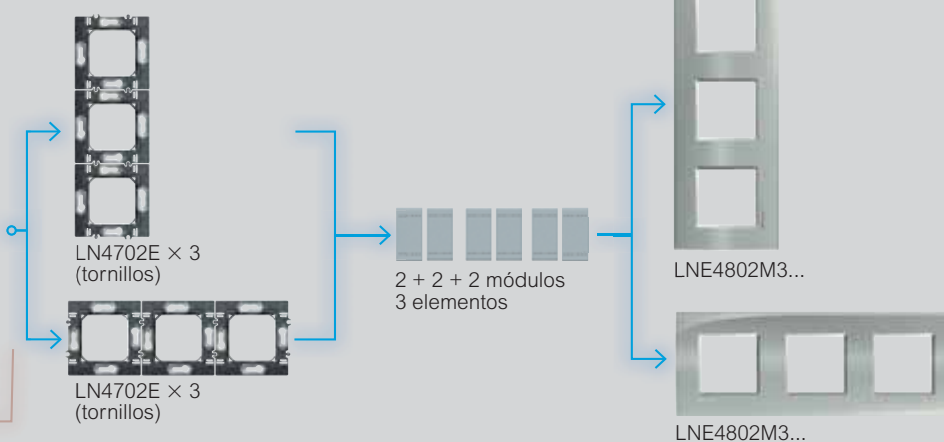 LN4702E × 3
(tornillos)
2 + 2 + 2 módulos
3 elementos
LNE4802M3...
LN4702E × 3
(tornillos)
LNE4802M3...